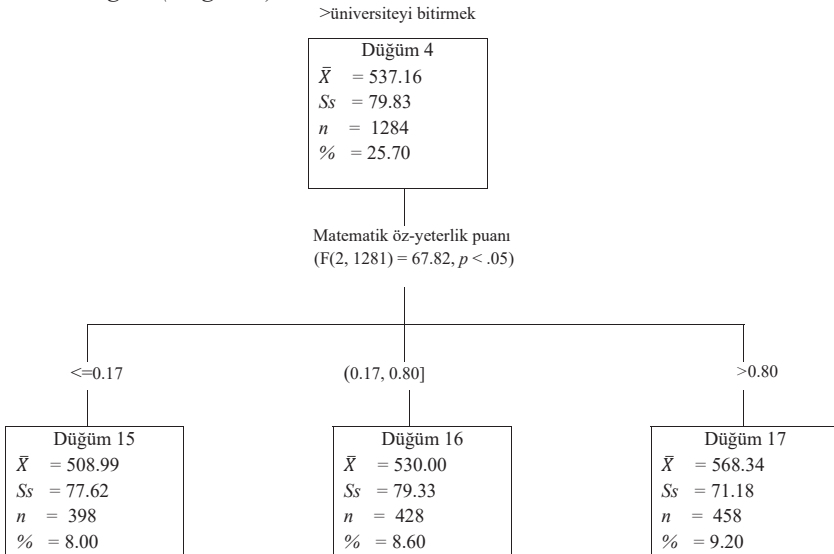 >üniversiteyi bitirmek
Düğüm 4
X̄ = 537.16
Ss = 79.83
n = 1284
% = 25.70
Matematik öz-yeterlik puanı
(F(2, 1281) = 67.82, p < .05)
<=0.17
(0.17, 0.80]
>0.80
Düğüm 15
X̄ = 508.99
Ss = 77.62
n = 398
% = 8.00
Düğüm 16
X̄ = 530.00
Ss = 79.33
n = 428
% = 8.60
Düğüm 17
X̄ = 568.34
Ss = 71.18
n = 458
% = 9.20